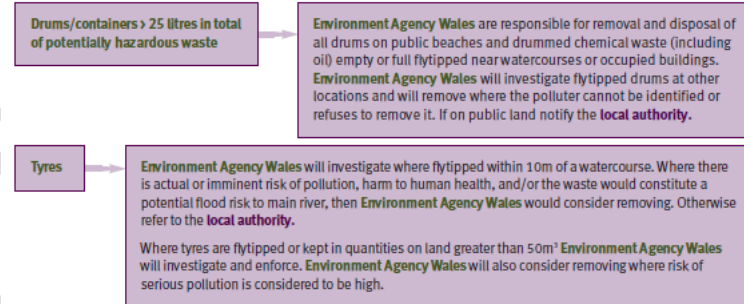 Drums/containers > 25 litres in total
of potentially hazardous waste
Environment Agency Wales are responsible for removal and disposal of
all drums on public beaches and drummed chemical waste (including
oil) empty or full flytipped near watercourses or occupied buildings.
Environment Agency Wales will investigate flytipped drums at other
locations and will remove where the polluter cannot be identified or
refuses to remove it. If on public land notify the local authority.
Tyres
Environment Agency Wales will investigate where flytipped within 10m of a watercourse. Where there
is actual or imminent risk of pollution, harm to human health, and/or the waste would constitute a
potential flood risk to main river, then Environment Agency Wales would consider removing. Otherwise
refer to the local authority.
Where tyres are flytipped or kept in quantities on land greater than 50m³ Environment Agency Wales
will investigate and enforce. Environment Agency Wales will also consider removing where risk of
serious pollution is considered to be high.